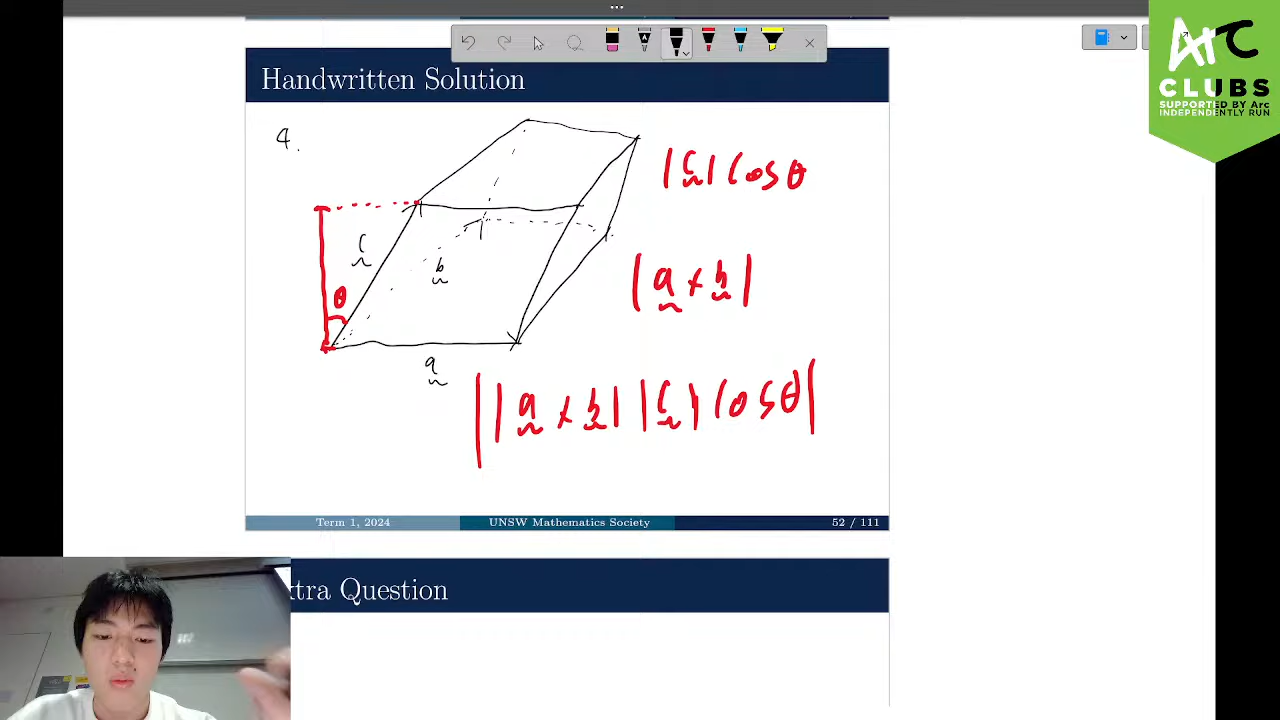 Handwritten Solution
4.
|c| cos θ
c
b
θ
|a × b|
a
||a × b| |c| cos θ|
Term 1, 2024 UNSW Mathematics Society 52 / 111
xtra Question
Arc
CLUBS
SUPPORTED BY Arc
INDEPENDENTLY RUN